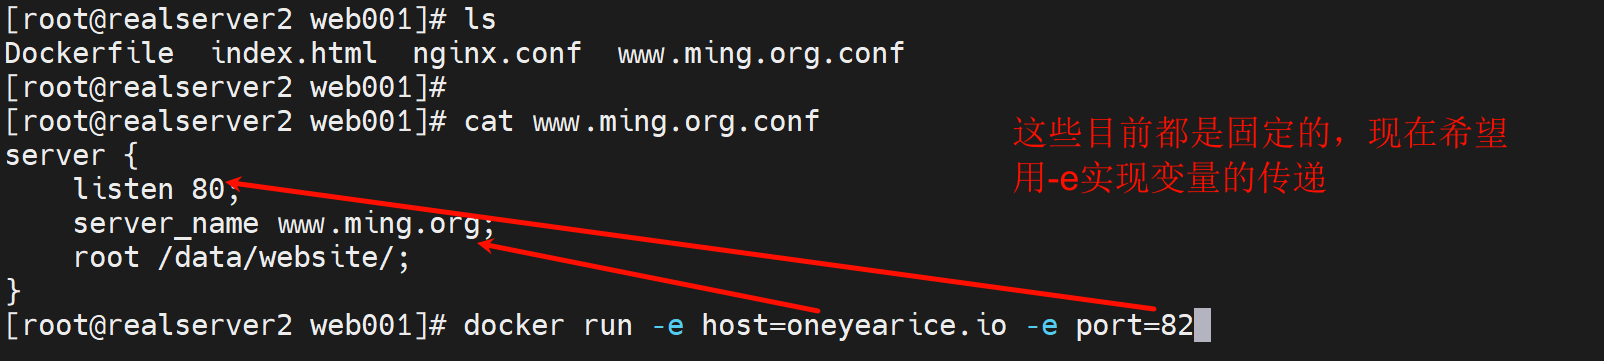 [root@realserver2 web001]# ls
Dockerfile  index.html  nginx.conf  www.ming.org.conf
[root@realserver2 web001]#
[root@realserver2 web001]# cat www.ming.org.conf
server {
    listen 80;
    server_name www.ming.org;
    root /data/website/;
}
[root@realserver2 web001]# docker run -e host=oneyearice.io -e port=82
这些目前都是固定的，现在希望
用-e实现变量的传递